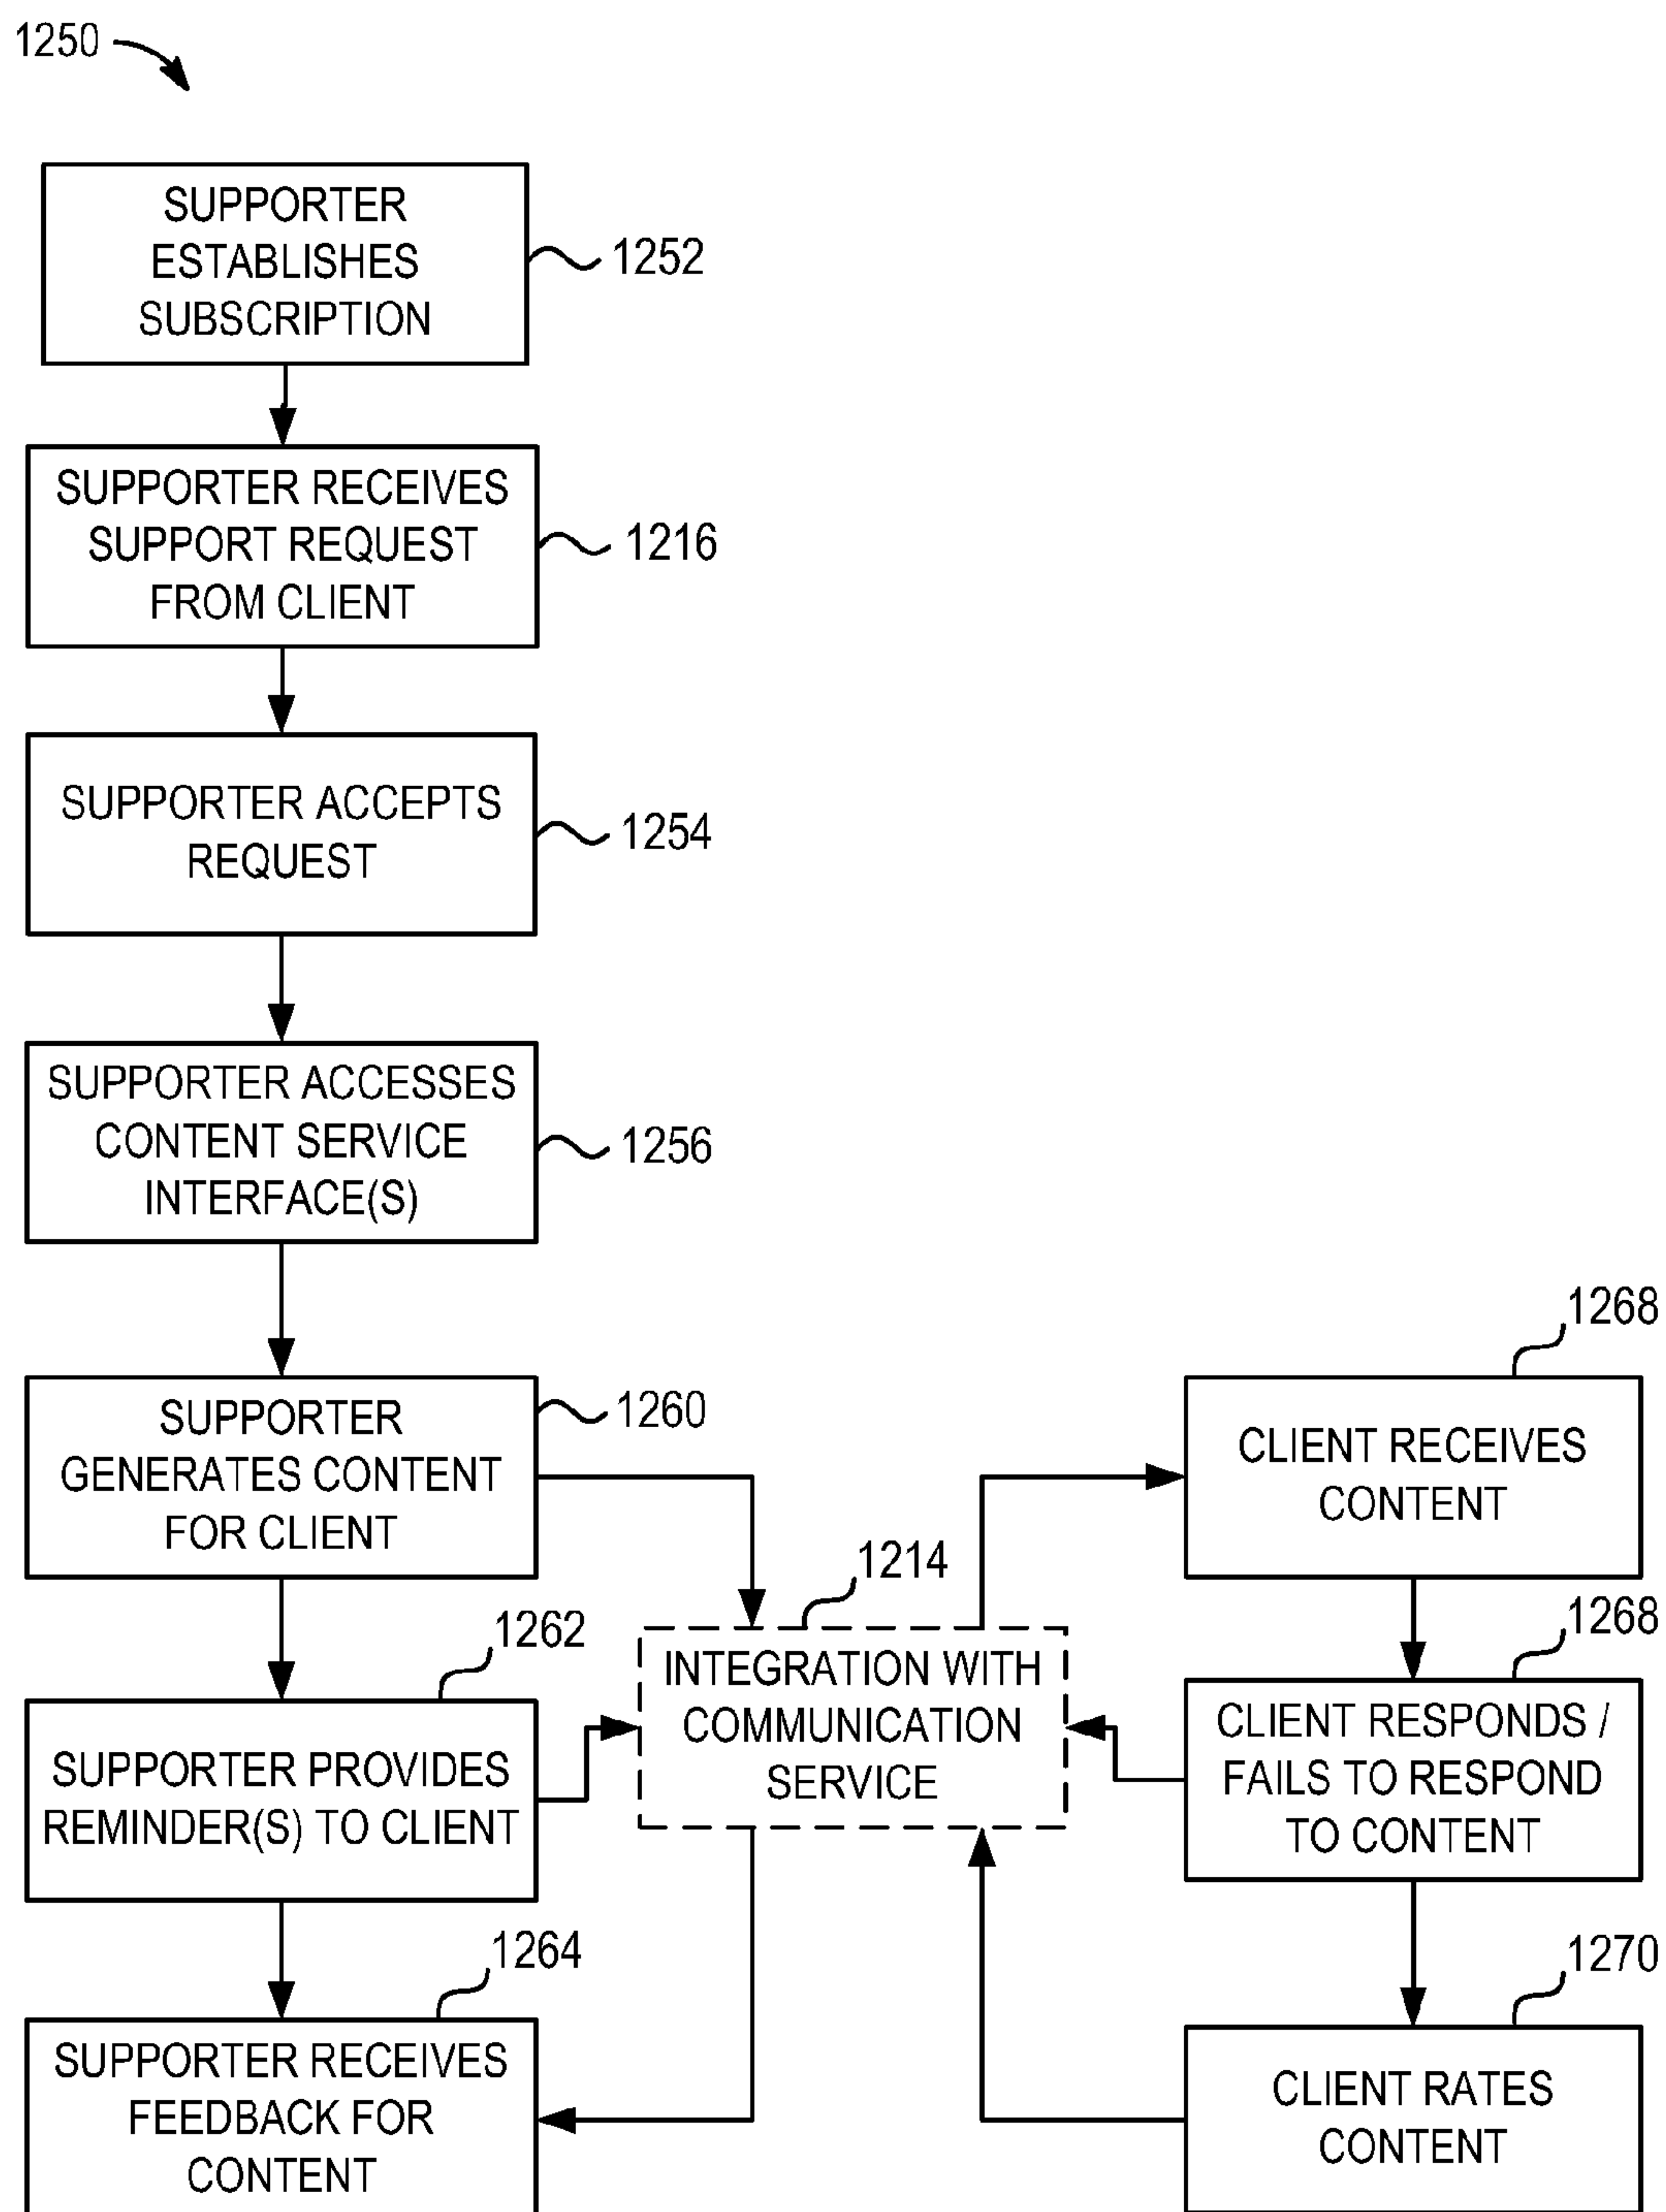 1250
SUPPORTER
ESTABLISHES
SUBSCRIPTION
1252
SUPPORTER RECEIVES
SUPPORT REQUEST
FROM CLIENT
1216
SUPPORTER ACCEPTS
REQUEST
1254
SUPPORTER ACCESSES
CONTENT SERVICE
INTERFACE(S)
1256
SUPPORTER
GENERATES CONTENT
FOR CLIENT
1260
1262
SUPPORTER PROVIDES
REMINDER(S) TO CLIENT
1264
SUPPORTER RECEIVES
FEEDBACK FOR
CONTENT
1214
INTEGRATION WITH
COMMUNICATION
SERVICE
1268
CLIENT RECEIVES
CONTENT
1268
CLIENT RESPONDS /
FAILS TO RESPOND
TO CONTENT
1270
CLIENT RATES
CONTENT